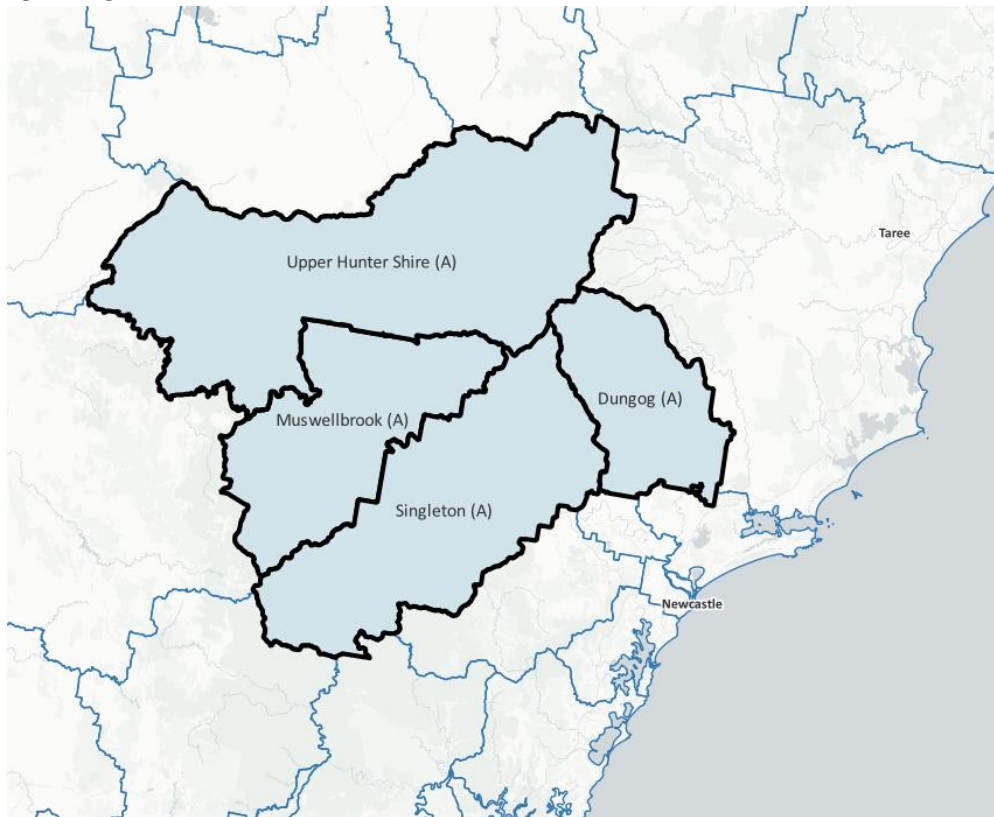 Taree
Upper Hunter Shire (A)
Dungog (A)
Muswellbrook (A)
Singleton (A)
Newcastle